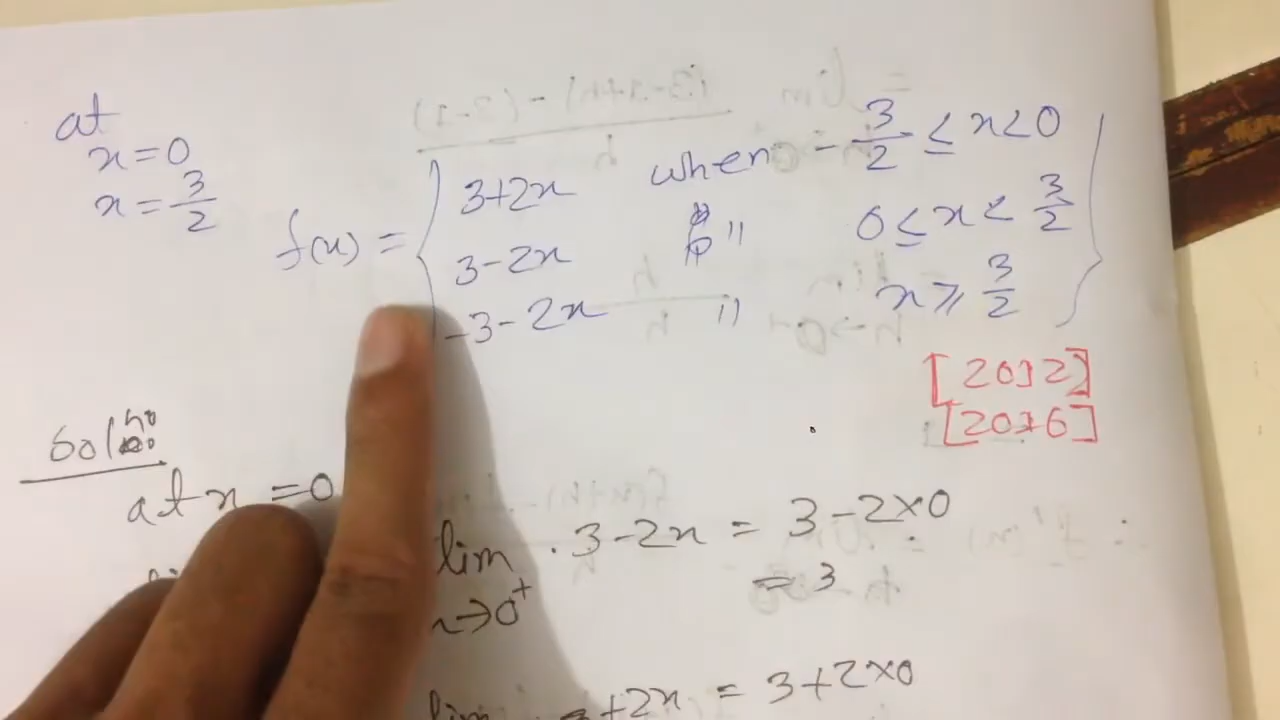 at
x=0
x=3/2
f(x) = { 3+2x when -3/2 ≤ x<0
3-2x " 0≤x<3/2
-3-2x " x≥3/2 }
[2012]
[2016]
Soln:
at x=0
lim x→0+ 3-2x = 3-2×0
=3
lim +2x = 3+2×0